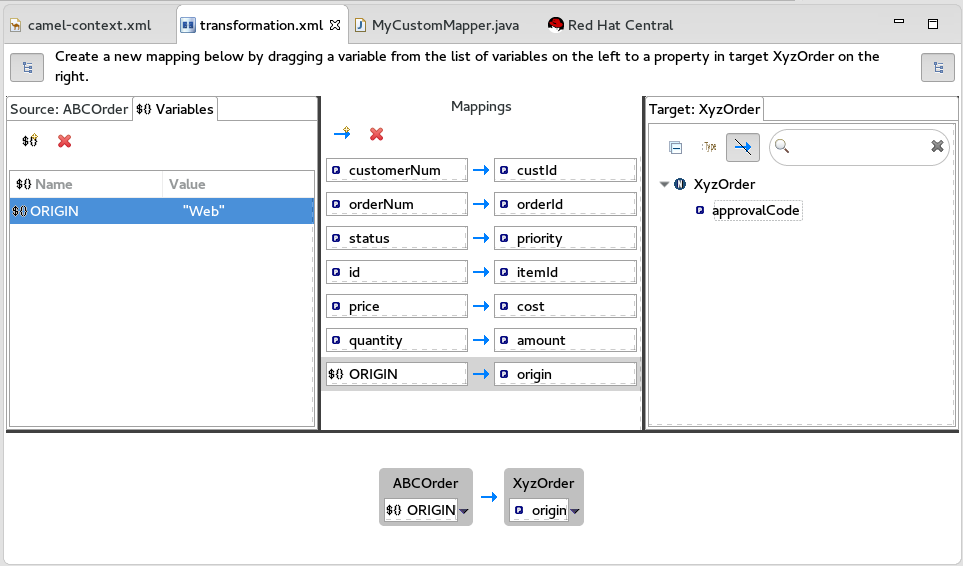 camel-context.xml transformation.xml MyCustomMapper.java Red Hat Central
Create a new mapping below by dragging a variable from the list of variables on the left to a property in target XyzOrder on the
right.
Source: ABCOrder ${} Variables
Mappings
Target: XyzOrder
${}
: Type
${} Name Value
${} ORIGIN "Web"
customerNum custId
orderNum orderId
status priority
id itemId
price cost
quantity amount
${} ORIGIN origin
XyzOrder
approvalCode
ABCOrder XyzOrder
${} ORIGIN origin